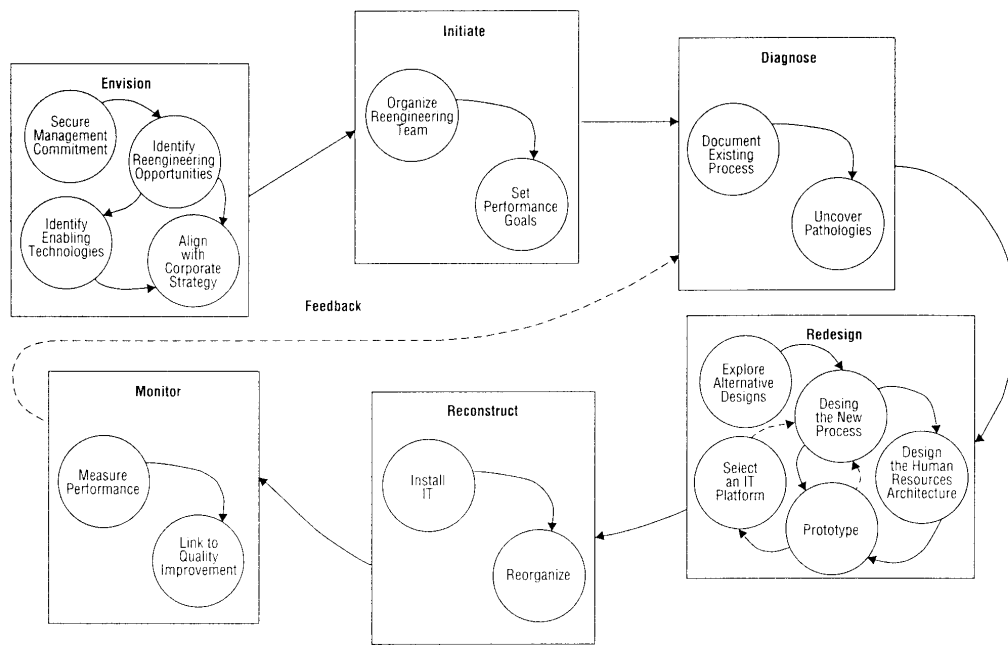 Envision
Secure
Management
Commitment
Identify
Reengineering
Opportunities
Identify
Enabling
Technologies
Align
with
Corporate
Strategy
Initiate
Organize
Reengineering
Team
Set
Performance
Goals
Diagnose
Document
Existing
Process
Uncover
Pathologies
Feedback
Redesign
Explore
Alternative
Designs
Desing
the New
Process
Design
the Human
Resources
Architecture
Select
an IT
Platform
Prototype
Reconstruct
Install
IT
Reorganize
Monitor
Measure
Performance
Link to
Quality
Improvement